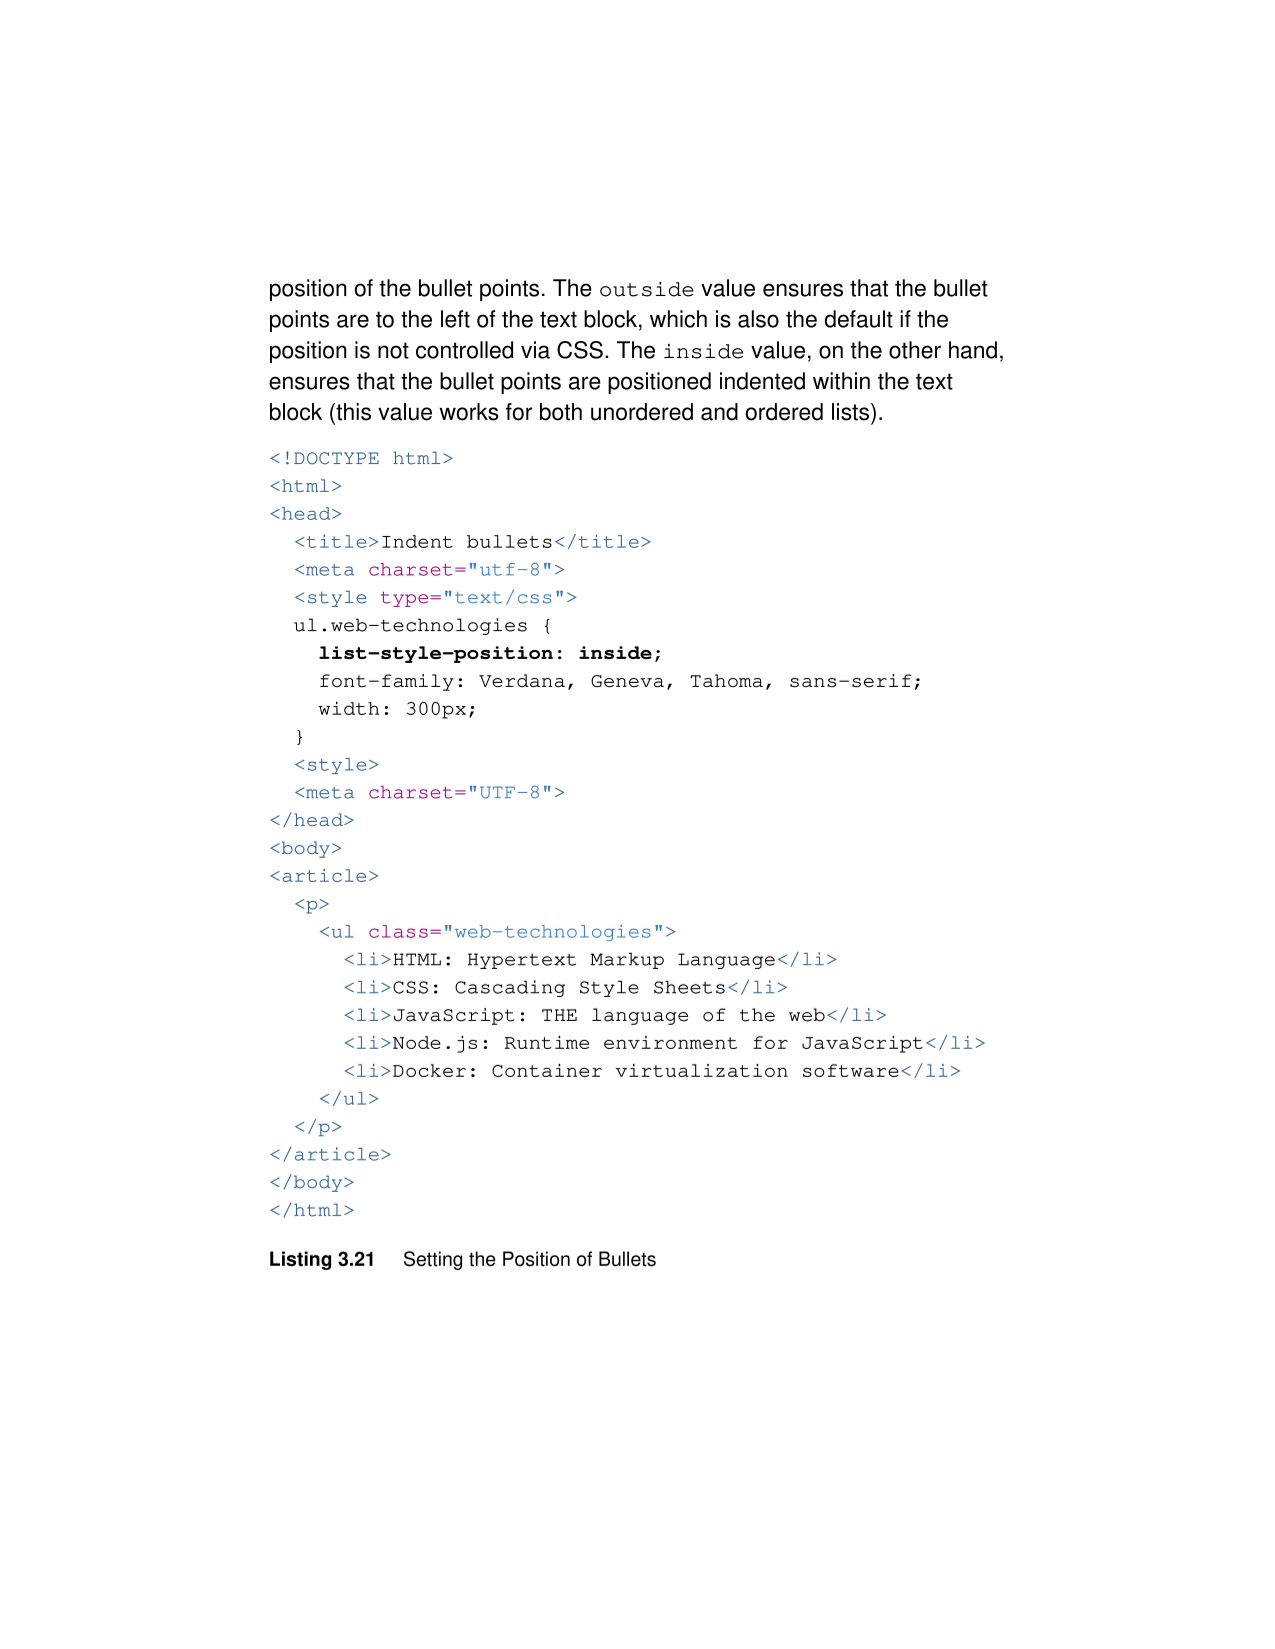 position of the bullet points. The outside value ensures that the bullet
points are to the left of the text block, which is also the default if the
position is not controlled via CSS. The inside value, on the other hand,
ensures that the bullet points are positioned indented within the text
block (this value works for both unordered and ordered lists).
<!DOCTYPE html>
<html>
<head>
  <title>Indent bullets</title>
  <meta charset="utf-8">
  <style type="text/css">
  ul.web-technologies {
    list-style-position: inside;
    font-family: Verdana, Geneva, Tahoma, sans-serif;
    width: 300px;
  }
  <style>
  <meta charset="UTF-8">
</head>
<body>
<article>
  <p>
    <ul class="web-technologies">
      <li>HTML: Hypertext Markup Language</li>
      <li>CSS: Cascading Style Sheets</li>
      <li>JavaScript: THE language of the web</li>
      <li>Node.js: Runtime environment for JavaScript</li>
      <li>Docker: Container virtualization software</li>
    </ul>
  </p>
</article>
</body>
</html>
Listing 3.21 Setting the Position of Bullets